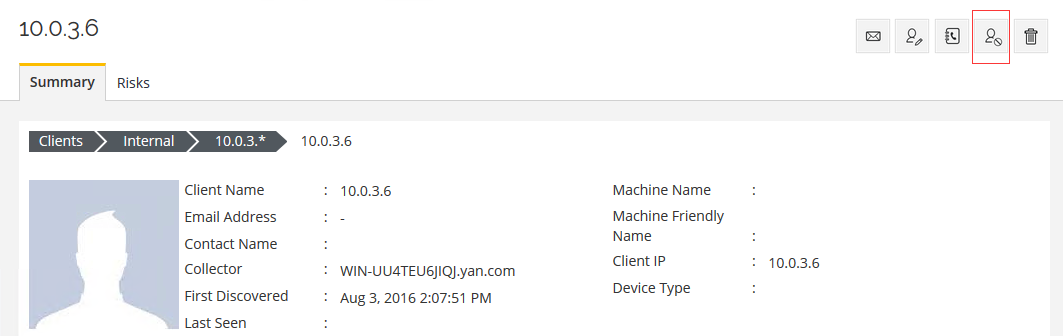 10.0.3.6
Summary Risks
Clients Internal 10.0.3.* 10.0.3.6
Client Name : 10.0.3.6
Email Address : -
Contact Name :
Collector : WIN-UU4TEU6JIQJ.yan.com
First Discovered : Aug 3, 2016 2:07:51 PM
Last Seen :
Machine Name :
Machine Friendly
Name :
Client IP : 10.0.3.6
Device Type :